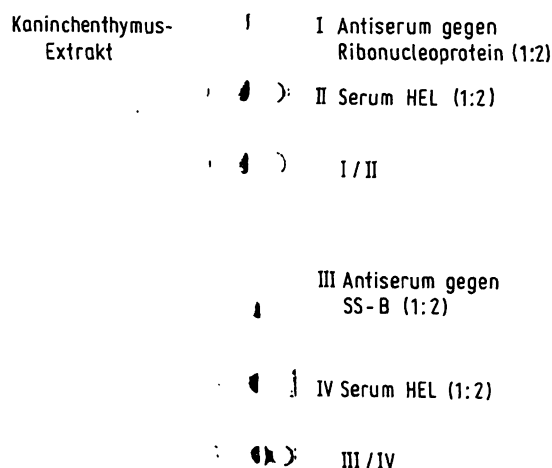 Kaninchenthymus-
Extrakt
I Antiserum gegen
Ribonucleoprotein (1:2)
II Serum HEL (1:2)
I / II
III Antiserum gegen
SS-B (1:2)
IV Serum HEL (1:2)
III / IV